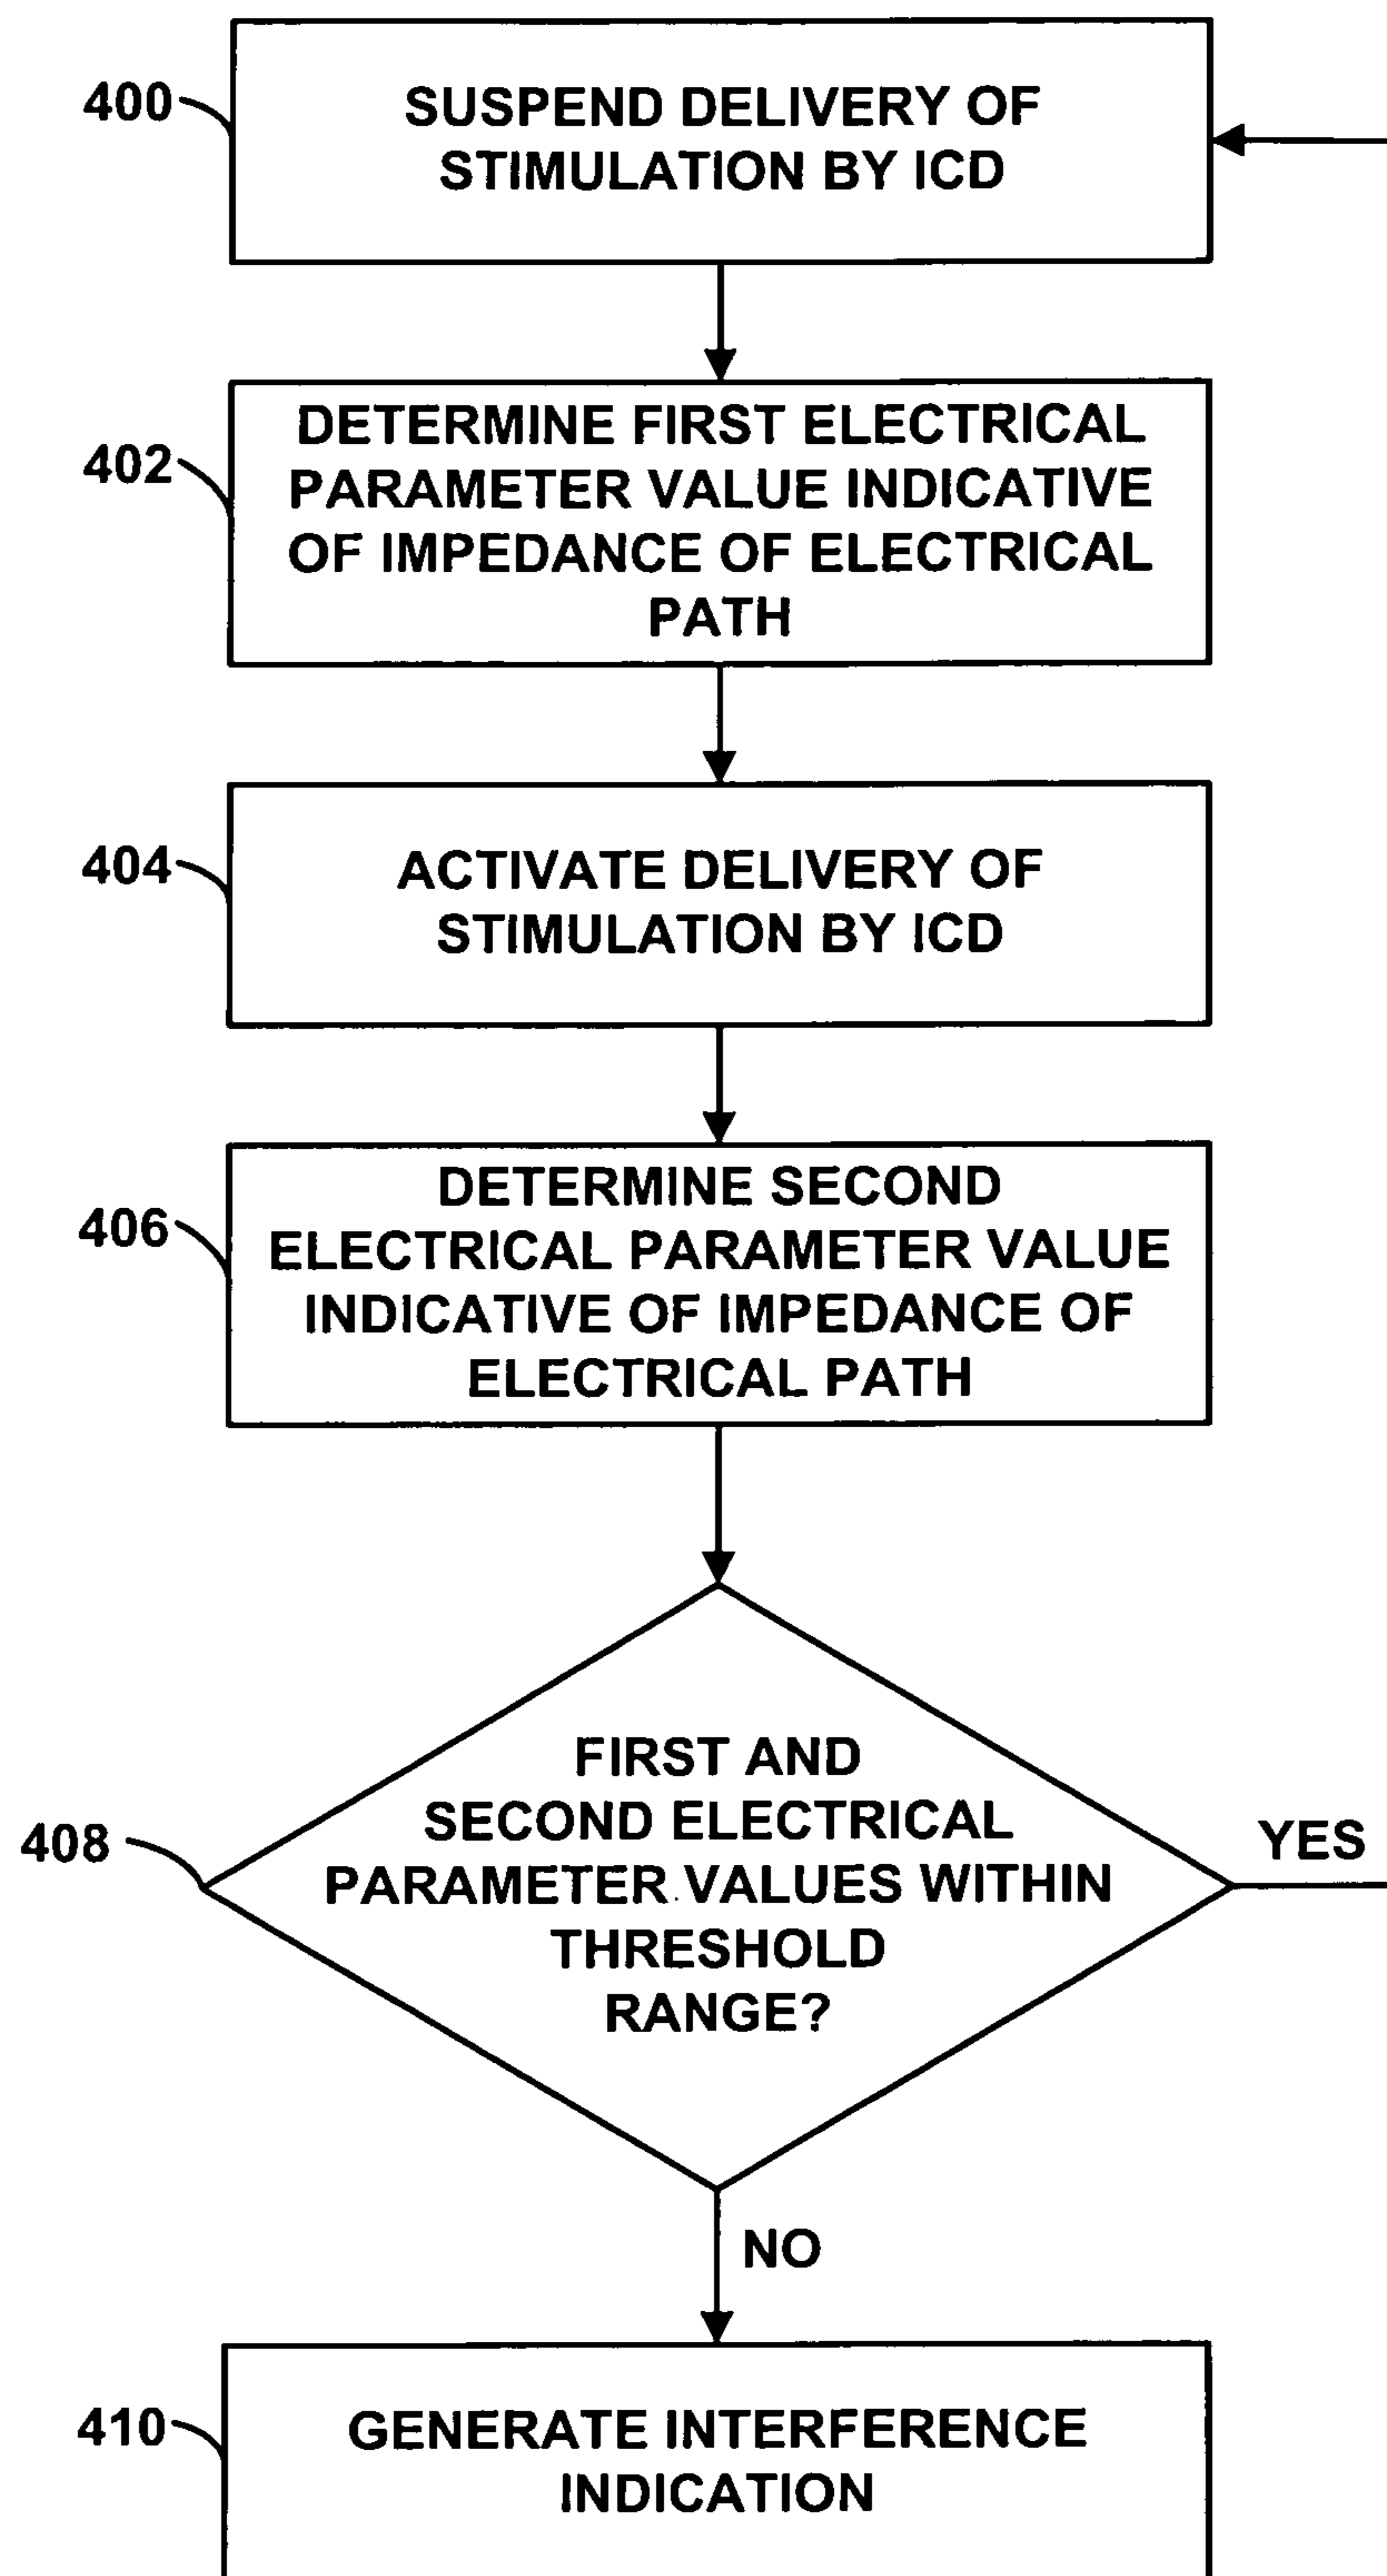 400
SUSPEND DELIVERY OF
STIMULATION BY ICD
402
DETERMINE FIRST ELECTRICAL
PARAMETER VALUE INDICATIVE
OF IMPEDANCE OF ELECTRICAL
PATH
404
ACTIVATE DELIVERY OF
STIMULATION BY ICD
406
DETERMINE SECOND
ELECTRICAL PARAMETER VALUE
INDICATIVE OF IMPEDANCE OF
ELECTRICAL PATH
408
FIRST AND
SECOND ELECTRICAL
PARAMETER VALUES WITHIN
THRESHOLD
RANGE?
YES
NO
410
GENERATE INTERFERENCE
INDICATION